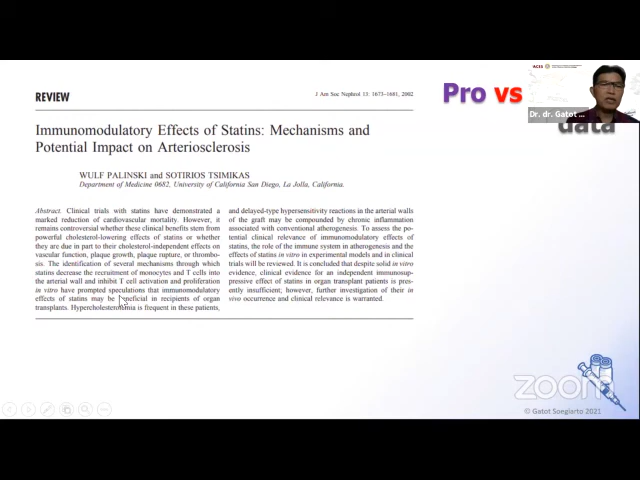 ACES
Pro vs
data
Dr. dr. Gatot ...
REVIEW
J Am Soc Nephrol 13: 1673–1681, 2002
Immunomodulatory Effects of Statins: Mechanisms and
Potential Impact on Arteriosclerosis
WULF PALINSKI and SOTIRIOS TSIMIKAS
Department of Medicine 0682, University of California San Diego, La Jolla, California.
Abstract. Clinical trials with statins have demonstrated a
marked reduction of cardiovascular mortality. However, it
remains controversial whether these clinical benefits stem from
powerful cholesterol-lowering effects of statins or whether
they are due in part to their cholesterol-independent effects on
vascular function, plaque growth, plaque rupture, or thrombo-
sis. The identification of several mechanisms through which
statins decrease the recruitment of monocytes and T cells into
the arterial wall and inhibit T cell activation and proliferation
in vitro have prompted speculations that immunomodulatory
effects of statins may be beneficial in recipients of organ
transplants. Hypercholesterolemia is frequent in these patients,
and delayed-type hypersensitivity reactions in the arterial walls
of the graft may be compounded by chronic inflammation
associated with conventional atherogenesis. To assess the po-
tential clinical relevance of immunomodulatory effects of
statins, the role of the immune system in atherogenesis and the
effects of statins in vitro in experimental models and in clinical
trials will be reviewed. It is concluded that despite solid in vitro
evidence, clinical evidence for an independent immunosup-
pressive effect of statins in organ transplant patients is pres-
ently insufficient; however, further investigation of their in
vivo occurrence and clinical relevance is warranted.
zoom
© Gatot Soegiarto 2021